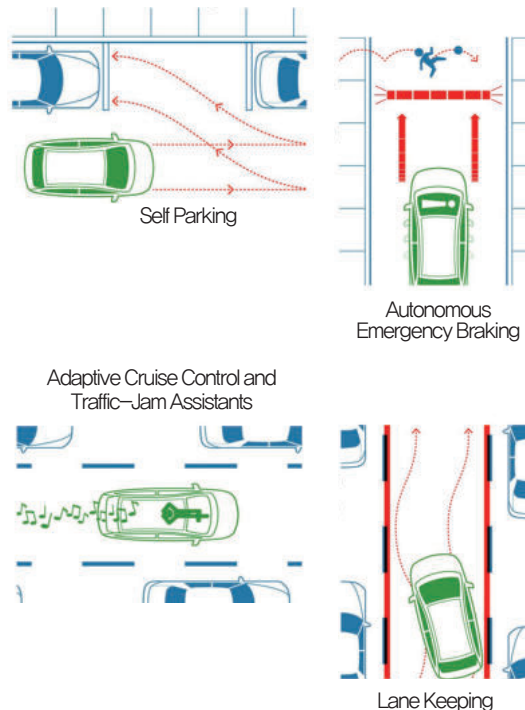 Self Parking
Autonomous
Emergency Braking
Adaptive Cruise Control and
Traffic–Jam Assistants
Lane Keeping